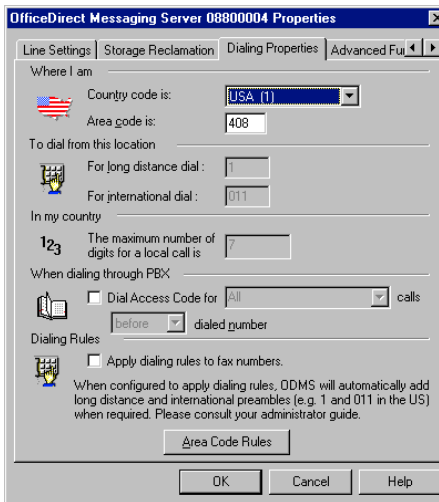 OfficeDirect Messaging Server 08800004 Properties
Line Settings Storage Reclamation Dialing Properties Advanced Fu
Where I am
Country code is: USA (1)
Area code is: 408
To dial from this location
For long distance dial : 1
For international dial : 011
In my country
123 The maximum number of
digits for a local call is 7
When dialing through PBX
Dial Access Code for All calls
before dialed number
Dialing Rules
Apply dialing rules to fax numbers.
When configured to apply dialing rules, ODMS will automatically add
long distance and international preambles (e.g. 1 and 011 in the US)
when required. Please consult your administrator guide.
Area Code Rules
OK Cancel Help